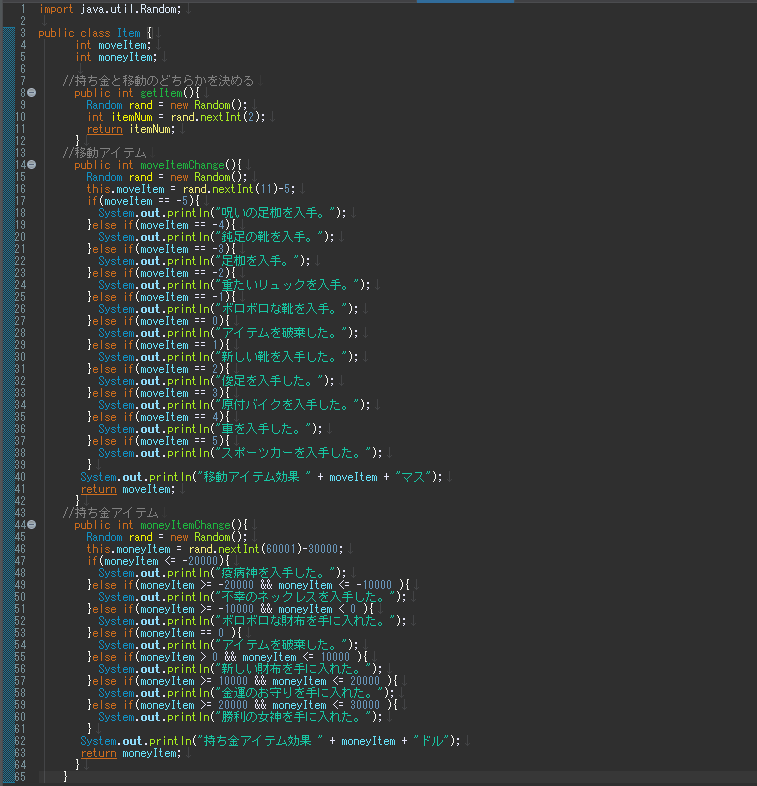 1 import java.util.Random;
2
3 public class Item {
4 int moveItem;
5 int moneyItem;
6
7 //持ち金と移動のどちらかを決める
8 public int getItem(){
9 Random rand = new Random();
10 int itemNum = rand.nextInt(2);
11 return itemNum;
12 }
13 //移動アイテム
14 public int moveItemChange(){
15 Random rand = new Random();
16 this.moveItem = rand.nextInt(11)-5;
17 if(moveItem == -5){
18 System.out.println("呪いの足枷を入手。");
19 }else if(moveItem == -4){
20 System.out.println("鈍足の靴を入手。");
21 }else if(moveItem == -3){
22 System.out.println("足枷を入手。");
23 }else if(moveItem == -2){
24 System.out.println("重たいリュックを入手。");
25 }else if(moveItem == -1){
26 System.out.println("ボロボロな靴を入手。");
27 }else if(moveItem == 0){
28 System.out.println("アイテムを破棄した。");
29 }else if(moveItem == 1){
30 System.out.println("新しい靴を入手した。");
31 }else if(moveItem == 2){
32 System.out.println("俊足を入手した。");
33 }else if(moveItem == 3){
34 System.out.println("原付バイクを入手した。");
35 }else if(moveItem == 4){
36 System.out.println("車を入手した。");
37 }else if(moveItem == 5){
38 System.out.println("スポーツカーを入手した。");
39 }
40 System.out.println("移動アイテム効果 " + moveItem + "マス");
41 return moveItem;
42 }
43 //持ち金アイテム
44 public int moneyItemChange(){
45 Random rand = new Random();
46 this.moneyItem = rand.nextInt(60001)-30000;
47 if(moneyItem <= -20000){
48 System.out.println("疫病神を入手した。");
49 }else if(moneyItem >= -20000 && moneyItem <= -10000 ){
50 System.out.println("不幸のネックレスを入手した。");
51 }else if(moneyItem >= -10000 && moneyItem < 0 ){
52 System.out.println("ボロボロな財布を手に入れた。");
53 }else if(moneyItem == 0 ){
54 System.out.println("アイテムを破棄した。");
55 }else if(moneyItem > 0 && moneyItem <= 10000 ){
56 System.out.println("新しい財布を手に入れた。");
57 }else if(moneyItem >= 10000 && moneyItem <= 20000 ){
58 System.out.println("金運のお守りを手に入れた。");
59 }else if(moneyItem >= 20000 && moneyItem <= 30000 ){
60 System.out.println("勝利の女神を手に入れた。");
61 }
62 System.out.println("持ち金アイテム効果 " + moneyItem + "ドル");
63 return moneyItem;
64 }
65 }